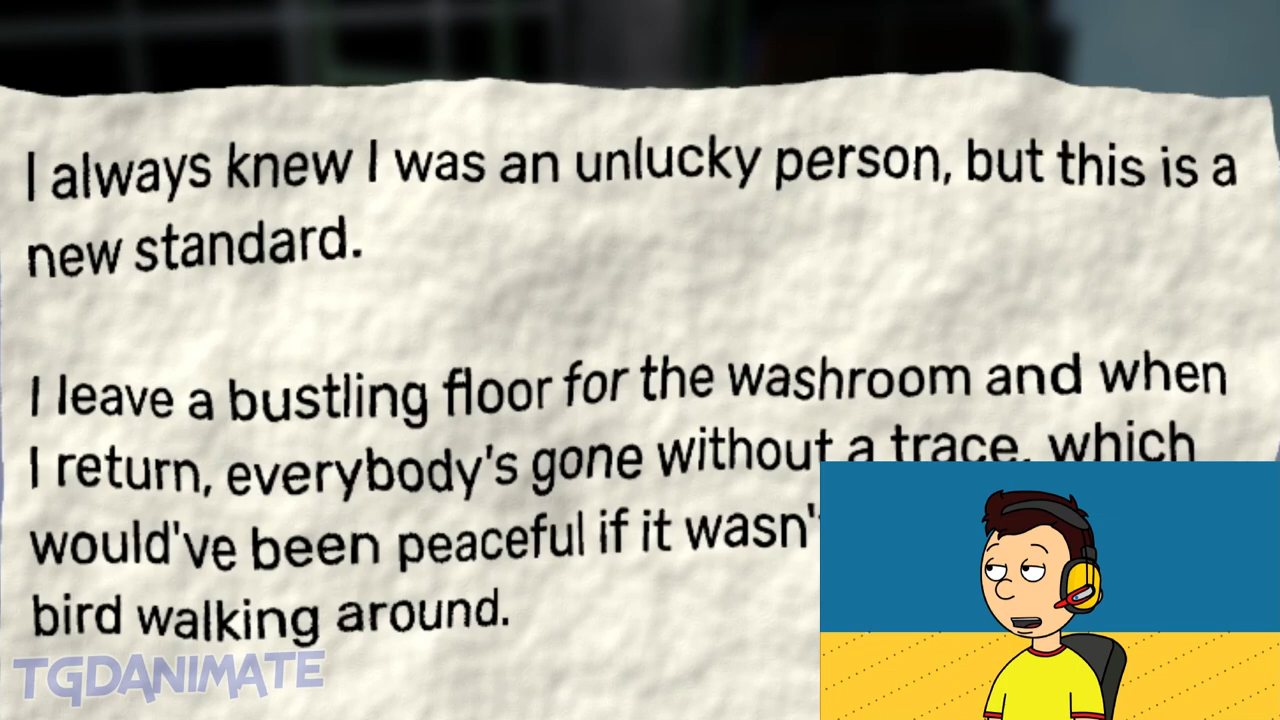 I always knew I was an unlucky person, but this is a
new standard.
I leave a bustling floor for the washroom and when
I return, everybody's gone without a trace, which
would've been peaceful if it wasn't
bird walking around.
TGDANIMATE